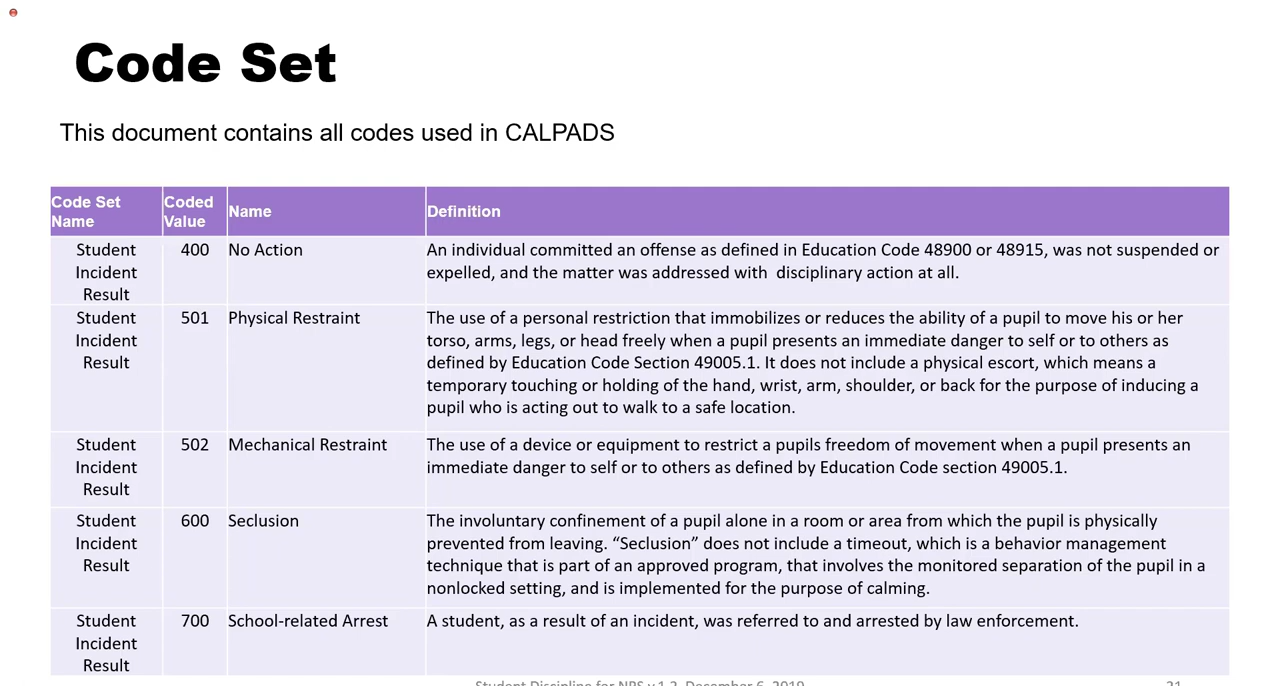 Code Set
This document contains all codes used in CALPADS
Code Set
Name
Coded
Value
Name
Definition
Student
Incident
Result
400
No Action
An individual committed an offense as defined in Education Code 48900 or 48915, was not suspended or
expelled, and the matter was addressed with  disciplinary action at all.
Student
Incident
Result
501
Physical Restraint
The use of a personal restriction that immobilizes or reduces the ability of a pupil to move his or her
torso, arms, legs, or head freely when a pupil presents an immediate danger to self or to others as
defined by Education Code Section 49005.1. It does not include a physical escort, which means a
temporary touching or holding of the hand, wrist, arm, shoulder, or back for the purpose of inducing a
pupil who is acting out to walk to a safe location.
Student
Incident
Result
502
Mechanical Restraint
The use of a device or equipment to restrict a pupils freedom of movement when a pupil presents an
immediate danger to self or to others as defined by Education Code section 49005.1.
Student
Incident
Result
600
Seclusion
The involuntary confinement of a pupil alone in a room or area from which the pupil is physically
prevented from leaving. “Seclusion” does not include a timeout, which is a behavior management
technique that is part of an approved program, that involves the monitored separation of the pupil in a
nonlocked setting, and is implemented for the purpose of calming.
Student
Incident
Result
700
School-related Arrest
A student, as a result of an incident, was referred to and arrested by law enforcement.
Student Discipline for NPS v.1.2, December 6, 2019
21